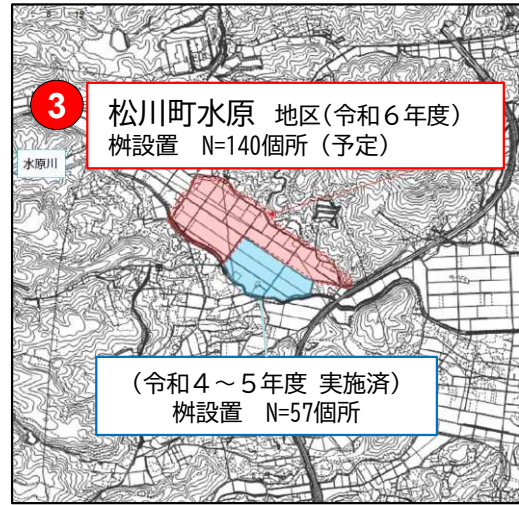 3
松川町水原 地区(令和６年度)
桝設置 N=140個所 (予定)
水原川
(令和４～５年度 実施済)
桝設置 N=57個所